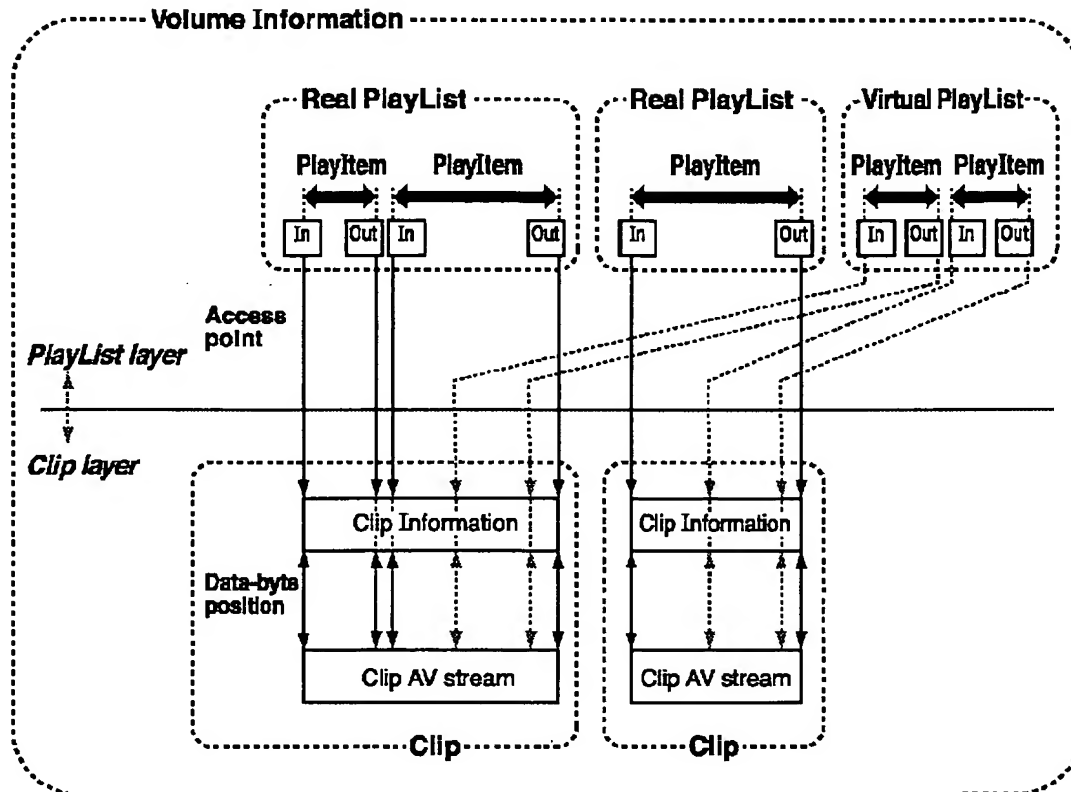 Volume Information
Real PlayList
Real PlayList
Virtual PlayList
PlayItem
PlayItem
PlayItem
PlayItem
PlayItem
In
Out
In
Out
In
Out
In
Out
In
Out
Access
point
PlayList layer
Clip layer
Clip Information
Clip Information
Data-byte
position
Clip AV stream
Clip AV stream
Clip
Clip